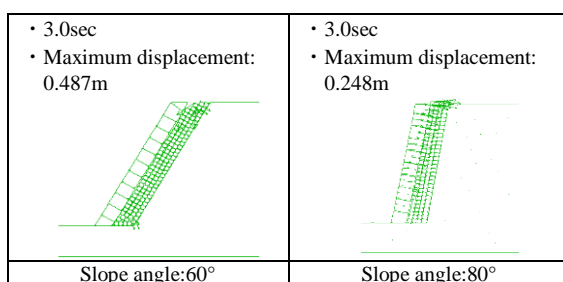 ・3.0sec
・Maximum displacement:
0.487m
Slope angle:60°
・3.0sec
・Maximum displacement:
0.248m
Slope angle:80°